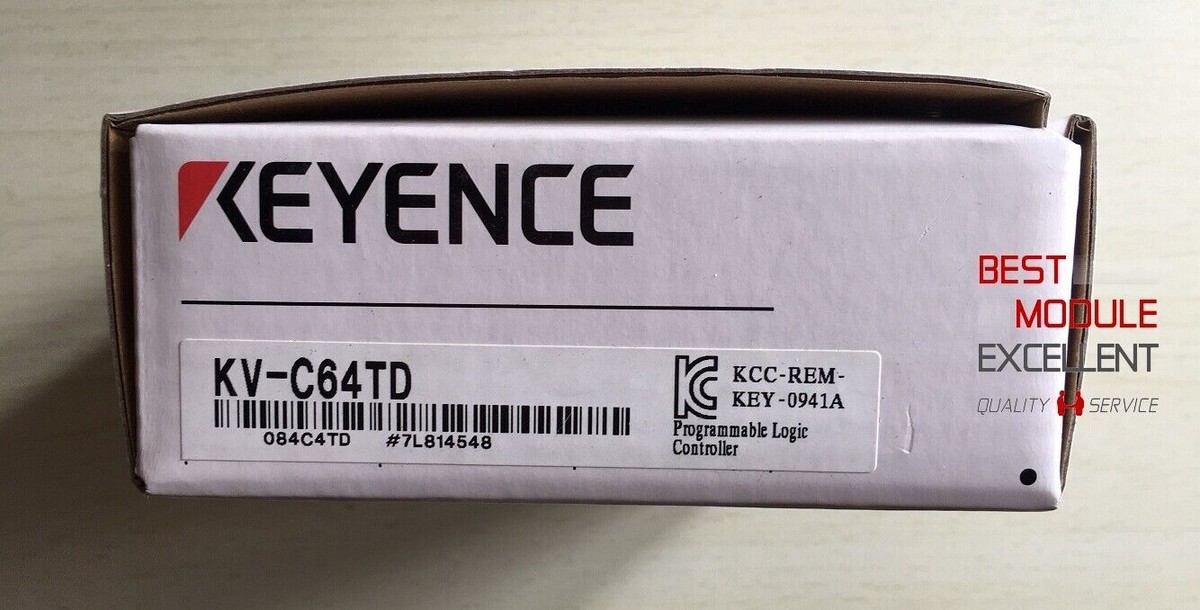 KEYENCE
KV-C64TD
084C4TD #7L814548
KCC-REM-
KEY-0941A
Programmable Logic
Controller
BEST
MODULE
EXCELLENT
QUALITY SERVICE